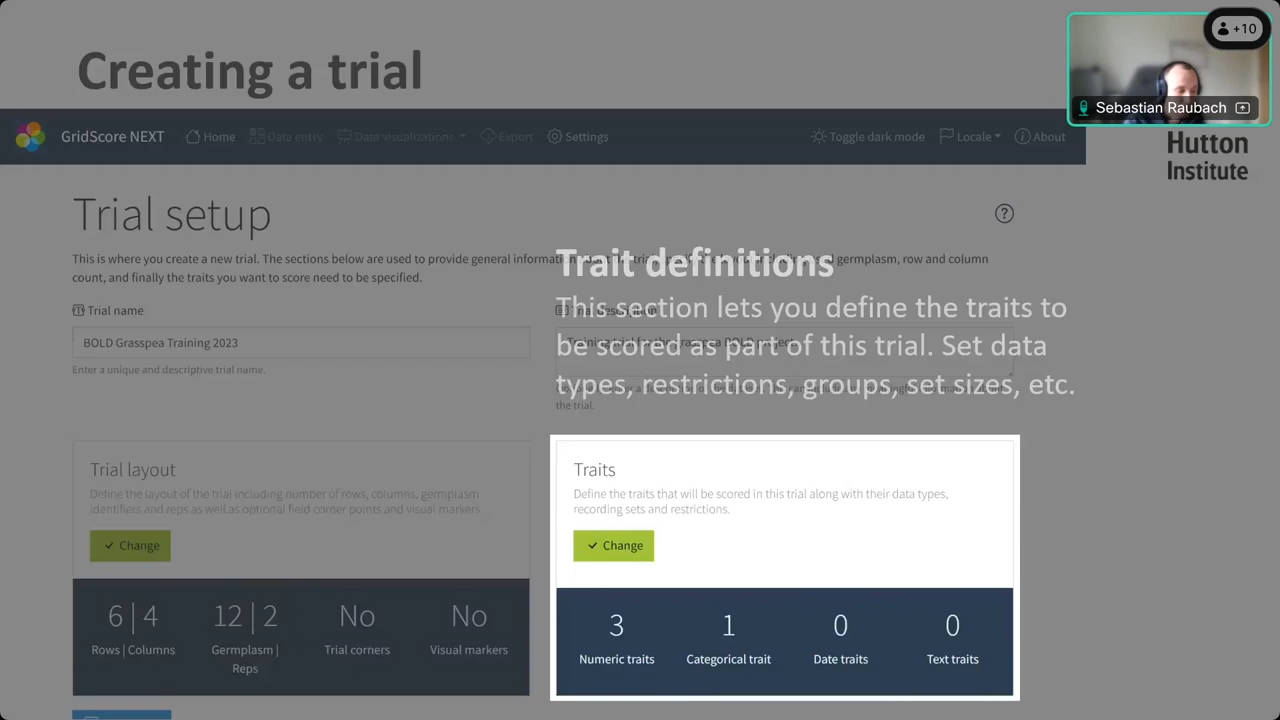 Creating a trial
+10
Sebastian Raubach
Hutton
Institute
GridScore NEXT
Home
Data entry
Data visualizations
Export
Settings
Toggle dark mode
Locale
About
Trial setup
This is where you create a new trial. The sections below are used to provide general information
germplasm, row and column
count, and finally the traits you want to score need to be specified.
Trait definitions
This section lets you define the traits to
be scored as part of this trial. Set data
types, restrictions, groups, set sizes, etc.
Trial name
BOLD Grasspea Training 2023
Enter a unique and descriptive trial name.
the trial.
Trial layout
Define the layout of the trial including number of rows, columns, germplasm
identifiers and reps as well as optional field corner points and visual markers.
Change
6 | 4
12 | 2
No
No
Rows | Columns
Germplasm |
Reps
Trial corners
Visual markers
Traits
Define the traits that will be scored in this trial along with their data types,
recording sets and restrictions.
Change
3
1
0
0
Numeric traits
Categorical trait
Date traits
Text traits